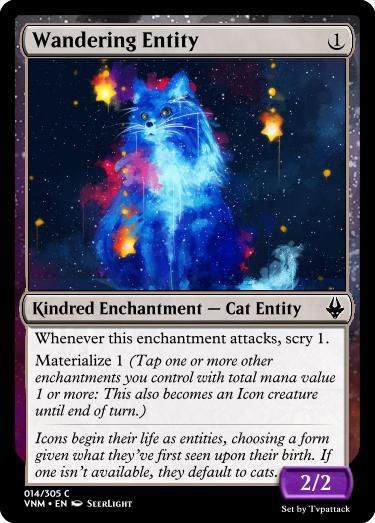 Wandering Entity 1
Kindred Enchantment — Cat Entity
Whenever this enchantment attacks, scry 1.
Materialize 1 (Tap one or more other
enchantments you control with total mana value
1 or more: This also becomes an Icon creature
until end of turn.)
Icons begin their life as entities, choosing a form
given what they've first seen upon their birth. If
one isn't available, they default to cats.
2/2
014/305 C
VNM • EN SeerLight
Set by Tvpattack